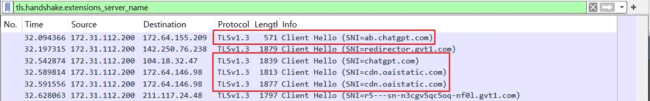 tls.handshake.extensions_server_name
No. Time Source Destination Protocol Lengtl Info
32.094366 172.31.112.200 172.64.155.209 TLSv1.3 571 Client Hello (SNI=ab.chatgpt.com)
32.197315 172.31.112.200 142.250.76.238 TLSv1.3 1879 Client Hello (SNI=redirector.gvt1.com)
32.542874 172.31.112.200 104.18.32.47 TLSv1.3 1839 Client Hello (SNI=chatgpt.com)
32.589814 172.31.112.200 172.64.146.98 TLSv1.3 1813 Client Hello (SNI=cdn.oaistatic.com)
32.591556 172.31.112.200 172.64.146.98 TLSv1.3 1877 Client Hello (SNI=cdn.oaistatic.com)
32.628063 172.31.112.200 211.117.24.48 TLSv1.3 1797 Client Hello (SNI=r5---sn-n3cgv5qc5oq-nf0l.gvt1.com)